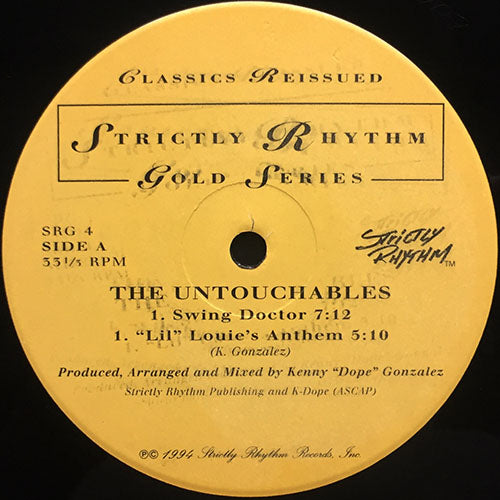 CLASSICS REISSUED
STRICTLY RHYTHM
GOLD SERIES
SRG 4
SIDE A
33⅓ RPM
STRICTLY
RHYTHM™
THE UNTOUCHABLES
1. Swing Doctor 7:12
1. “Lil” Louie's Anthem 5:10
(K. Gonzalez)
Produced, Arranged and Mixed by Kenny “Dope” Gonzalez
Strictly Rhythm Publishing and K-Dope (ASCAP)
℗© 1994 Strictly Rhythm Records, Inc.